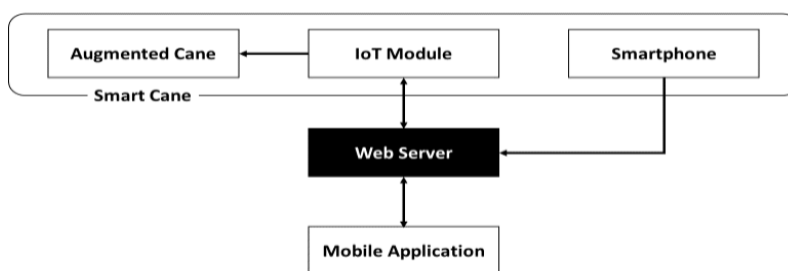 Augmented Cane
IoT Module
Smartphone
Smart Cane
Web Server
Mobile Application